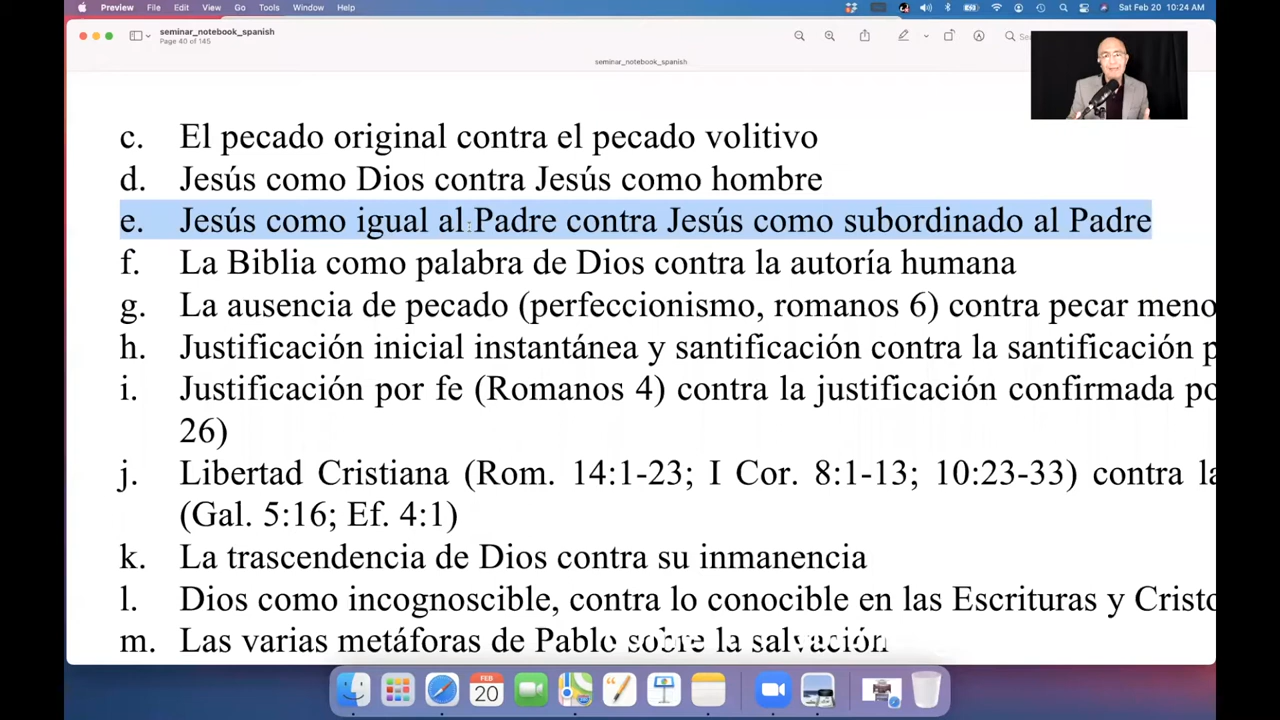 Preview File Edit View Go Tools Window Help Sat Feb 20 10:24 AM
seminar_notebook_spanish
Page 40 of 145
seminar_notebook_spanish
c. El pecado original contra el pecado volitivo
d. Jesús como Dios contra Jesús como hombre
e. Jesús como igual al Padre contra Jesús como subordinado al Padre
f. La Biblia como palabra de Dios contra la autoría humana
g. La ausencia de pecado (perfeccionismo, romanos 6) contra pecar meno
h. Justificación inicial instantánea y santificación contra la santificación p
i. Justificación por fe (Romanos 4) contra la justificación confirmada po
26)
j. Libertad Cristiana (Rom. 14:1-23; I Cor. 8:1-13; 10:23-33) contra la
(Gal. 5:16; Ef. 4:1)
k. La trascendencia de Dios contra su inmanencia
l. Dios como incognoscible, contra lo conocible en las Escrituras y Cristo
m. Las varias metáforas de Pablo sobre la salvación
FEB
20